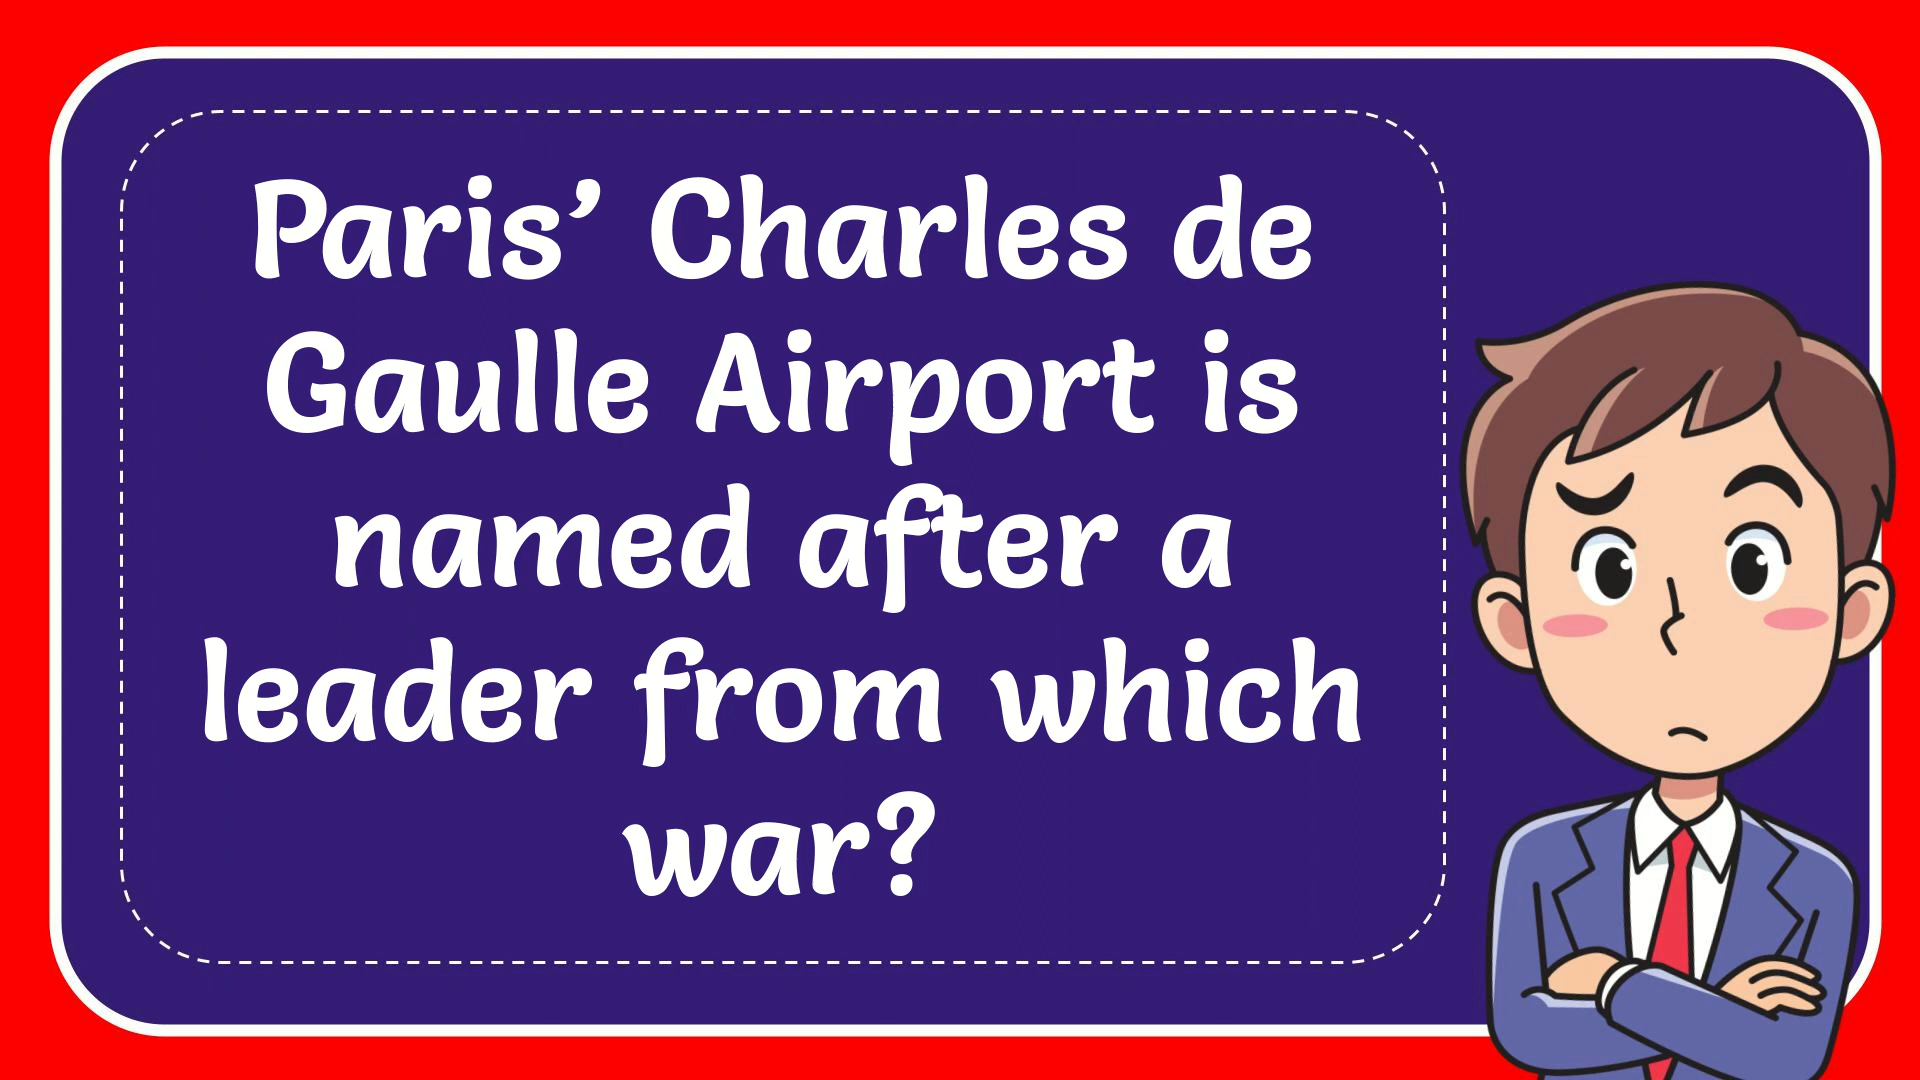 Paris’ Charles de
Gaulle Airport is
named after a
leader from which
war?